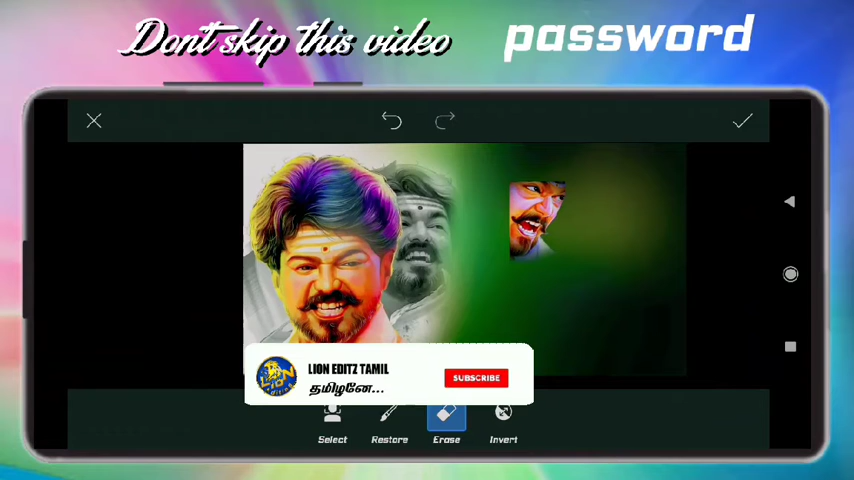 Dont skip this video
password
LION EDITZ TAMIL
தமிழனே...
SUBSCRIBE
Select
Restore
Erase
Invert